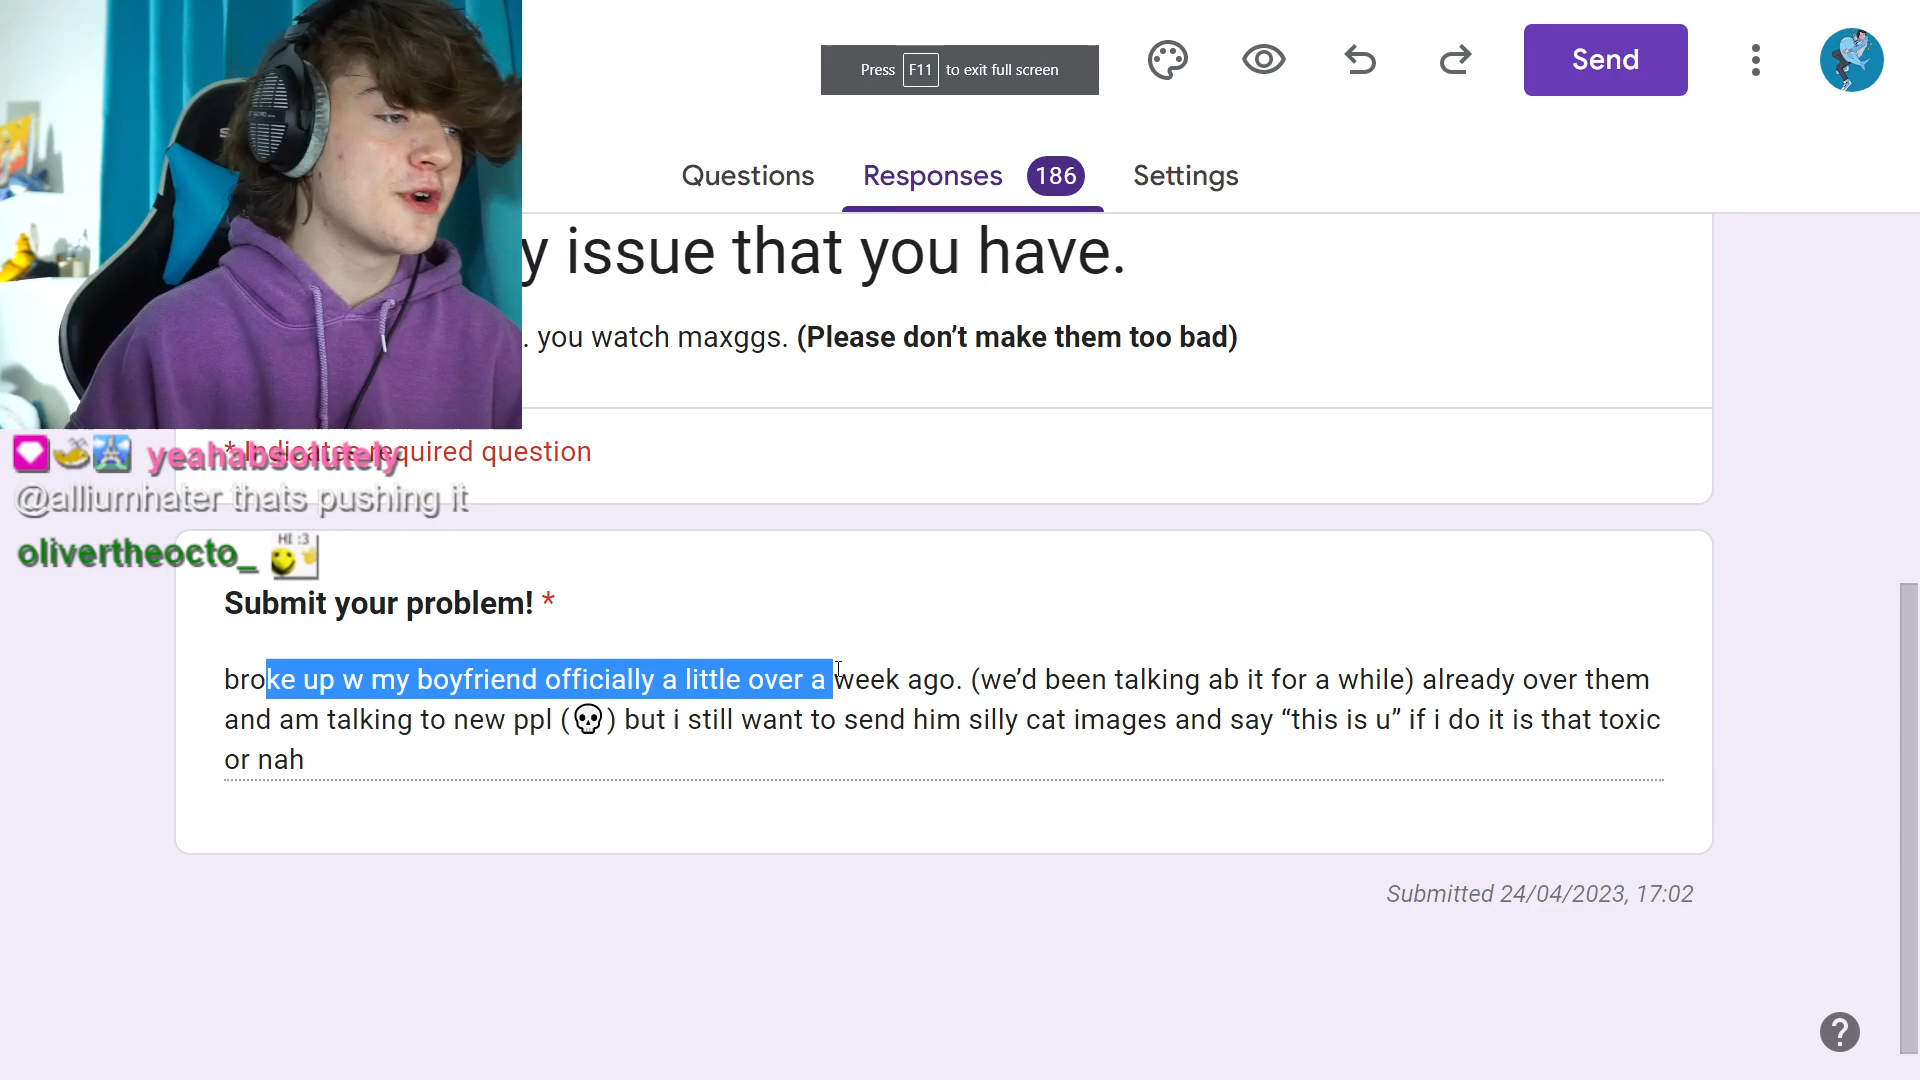 Press F11 to exit full screen
Send
Questions Responses 186 Settings
y issue that you have.
. you watch maxggs. (Please don't make them too bad)
* Indicates required question
yeahabsolutely
@alliumhater thats pushing it
olivertheocto_ HI :3
Submit your problem! *
broke up w my boyfriend officially a little over a week ago. (we'd been talking ab it for a while) already over them
and am talking to new ppl (💀) but i still want to send him silly cat images and say “this is u” if i do it is that toxic
or nah
Submitted 24/04/2023, 17:02